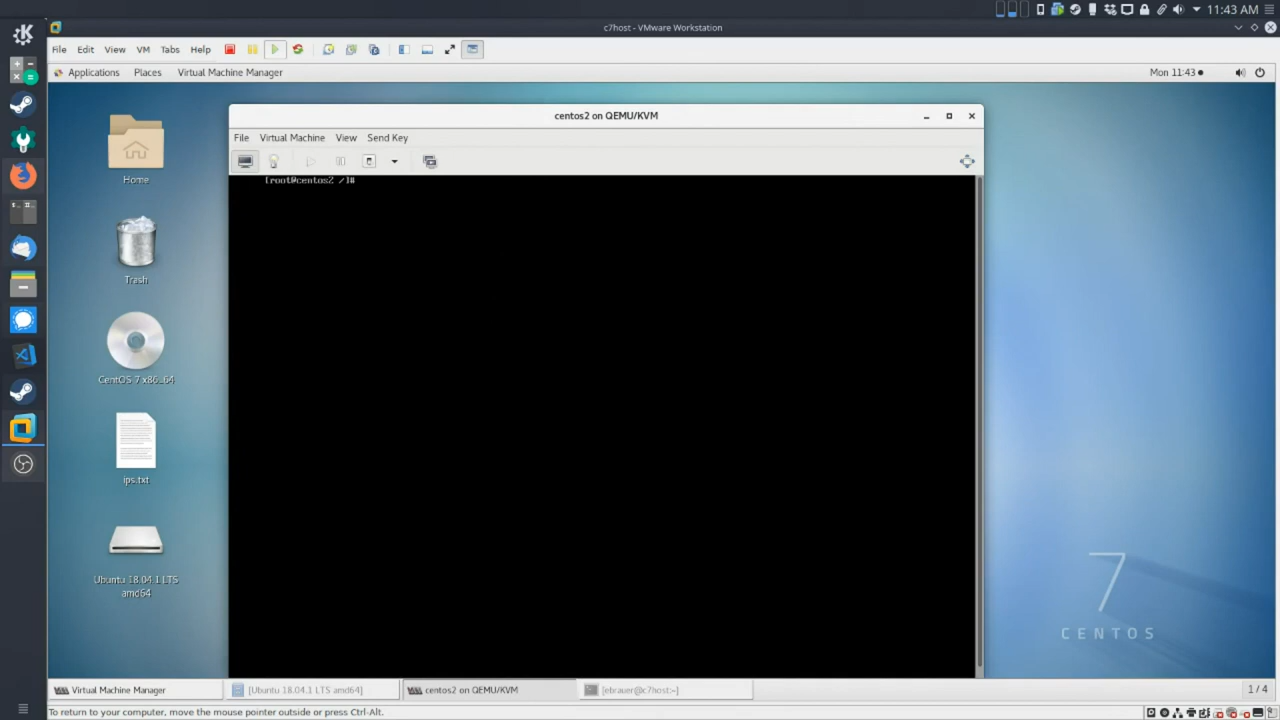 11:43 AM
c7host - VMware Workstation
File Edit View VM Tabs Help
Applications Places Virtual Machine Manager Mon 11:43
centos2 on QEMU/KVM
File Virtual Machine View Send Key
[root@centos2 /]#
Home
Trash
CentOS 7 x86_64
ips.txt
Ubuntu 18.04.1 LTS
amd64
7
CENTOS
Virtual Machine Manager [Ubuntu 18.04.1 LTS amd64] centos2 on QEMU/KVM [ebrauer@c7host:~] 1 / 4
To return to your computer, move the mouse pointer outside or press Ctrl-Alt.